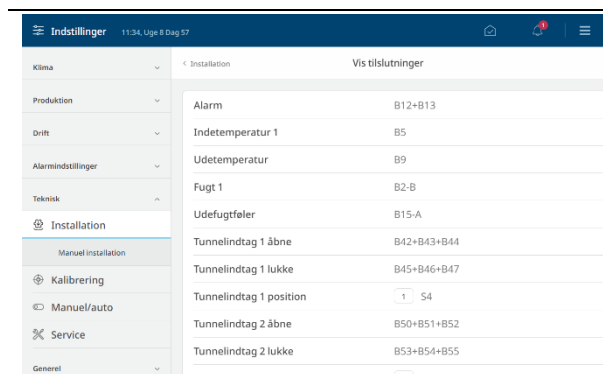 Indstillinger 11:34, Uge 8 Dag 57
1
Klima
Produktion
Drift
Alarmindstillinger
Teknisk
Installation
Manuel installation
Kalibrering
Manuel/auto
Service
Generel
< Installation Vis tilslutninger
Alarm B12+B13
Indetemperatur 1 B5
Udetemperatur B9
Fugt 1 B2-B
Udefugtføler B15-A
Tunnelindtag 1 åbne B42+B43+B44
Tunnelindtag 1 lukke B45+B46+B47
Tunnelindtag 1 position 1 S4
Tunnelindtag 2 åbne B50+B51+B52
Tunnelindtag 2 lukke B53+B54+B55